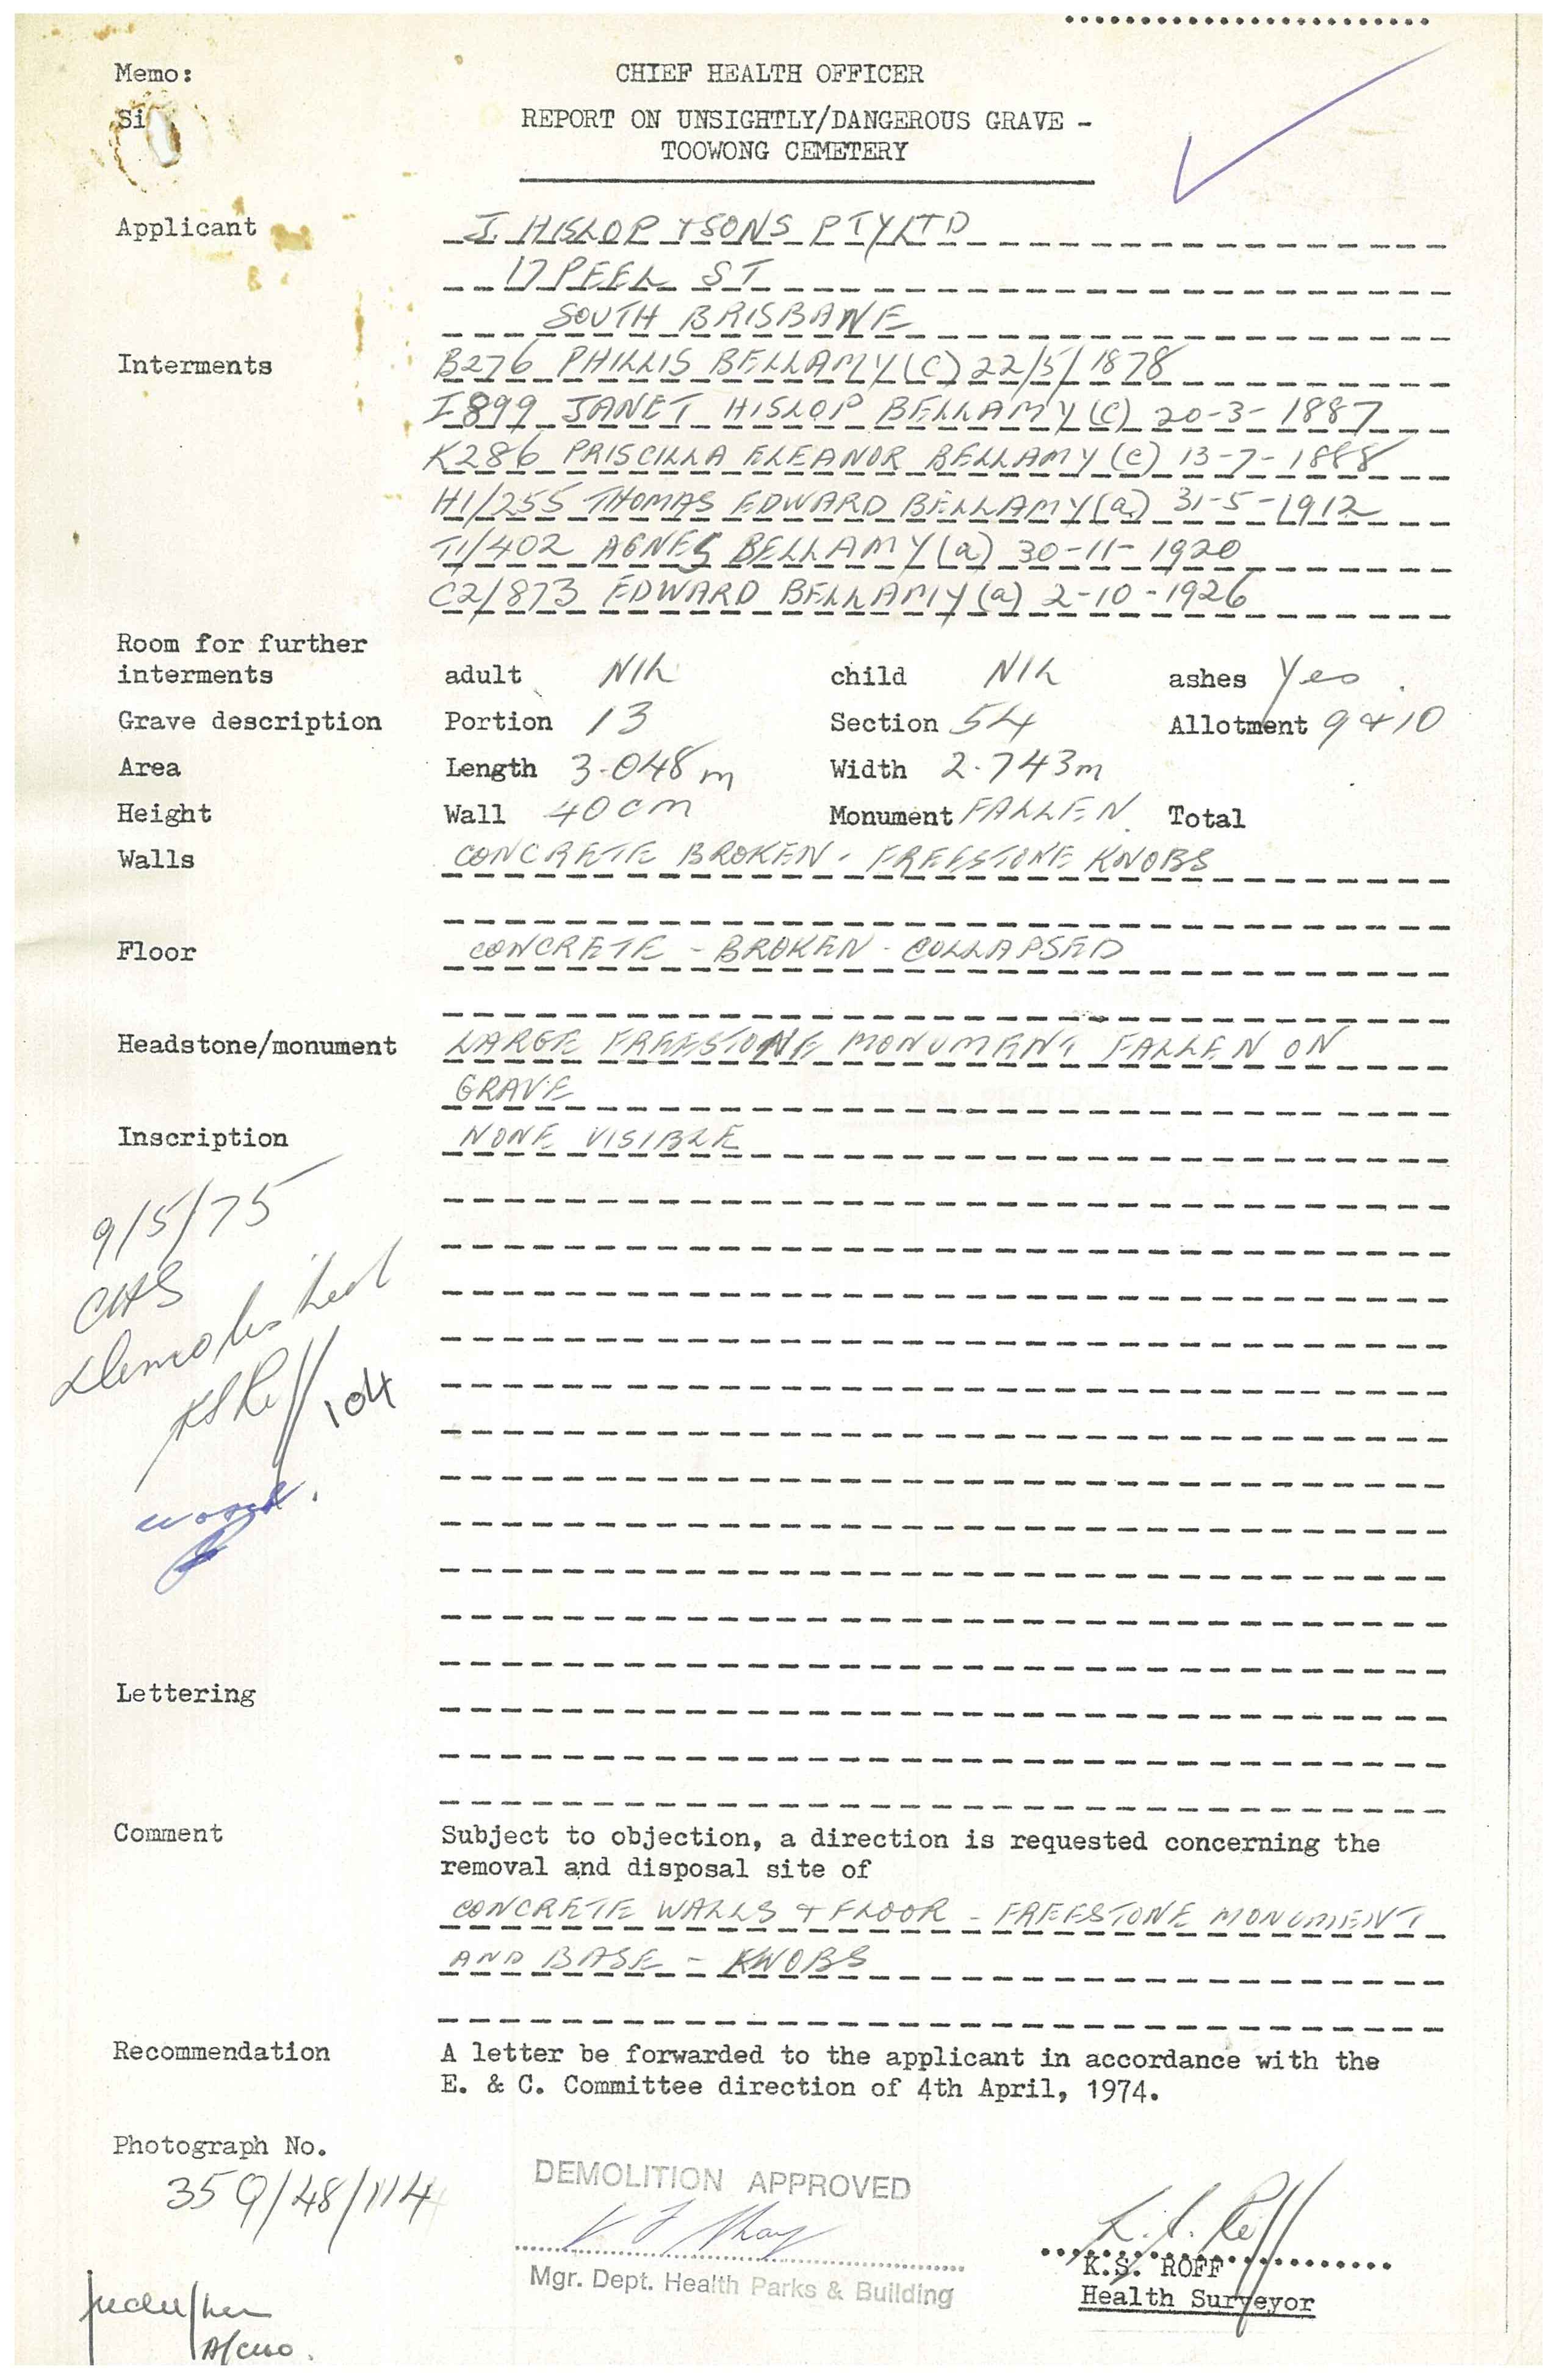 Memo: CHIEF HEALTH OFFICER
Si
REPORT ON UNSIGHTLY/DANGEROUS GRAVE -
TOOWONG CEMETERY
Applicant J. HISLOP & SONS PTY LTD
17 PEEL ST
SOUTH BRISBANE
Interments B276 PHILLIS BELLAMY (C) 22/5/1878
I899 JANET HISLOP BELLAMY (C) 20-3-1887
K286 PRISCILLA ELEANOR BELLAMY (C) 13-7-1888
H1/255 THOMAS EDWARD BELLAMY (a) 31-5-1912
T1/402 AGNES BELLAMY (a) 30-11-1920
C2/873 EDWARD BELLAMY (a) 2-10-1926
Room for further
interments adult NIL child NIL ashes Yes
Grave description Portion 13 Section 54 Allotment 9 & 10
Area Length 3.048m Width 2.743m
Height Wall 40cm Monument FALLEN. Total
Walls CONCRETE BROKEN - FREESTONE KNOBS
Floor CONCRETE - BROKEN - COLLAPSED
Headstone/monument LARGE FREESTONE MONUMENT FALLEN ON
GRAVE
Inscription NONE VISIBLE
9/5/75
CHS
Demolished
KS Roff
104
Lettering
Comment Subject to objection, a direction is requested concerning the
removal and disposal site of
CONCRETE WALLS & FLOOR - FREESTONE MONUMENT
AND BASE - KNOBS
Recommendation A letter be forwarded to the applicant in accordance with the
E. & C. Committee direction of 4th April, 1974.
Photograph No.
35Q/48/114
DEMOLITION APPROVED
K.S. Roff
Mgr. Dept. Health Parks & Building
K.S. ROFF
Health Surveyor
A/CHO.